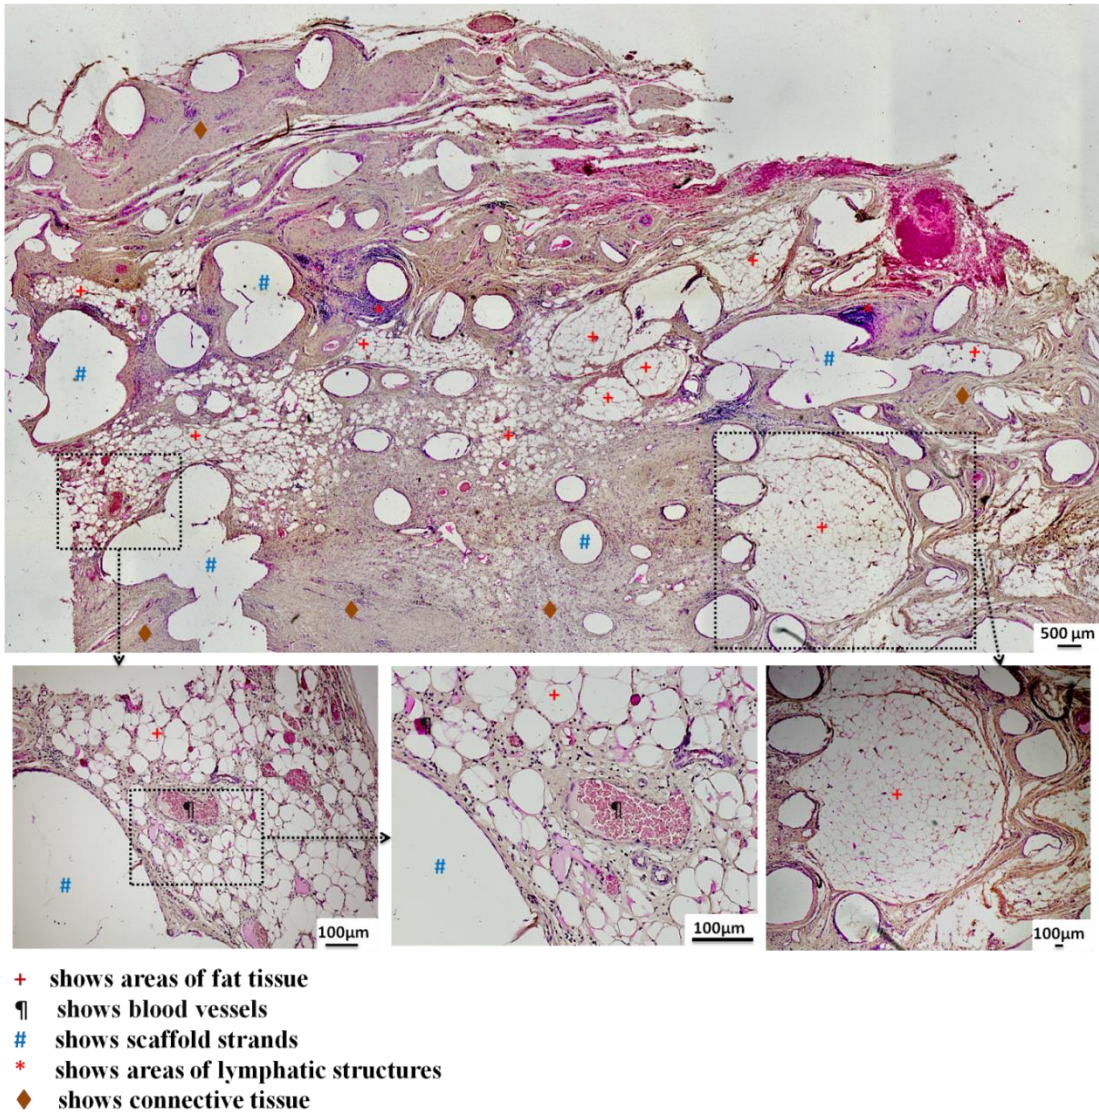 500 µm
100µm
100µm
100µm
+ shows areas of fat tissue
¶ shows blood vessels
# shows scaffold strands
* shows areas of lymphatic structures
♦ shows connective tissue